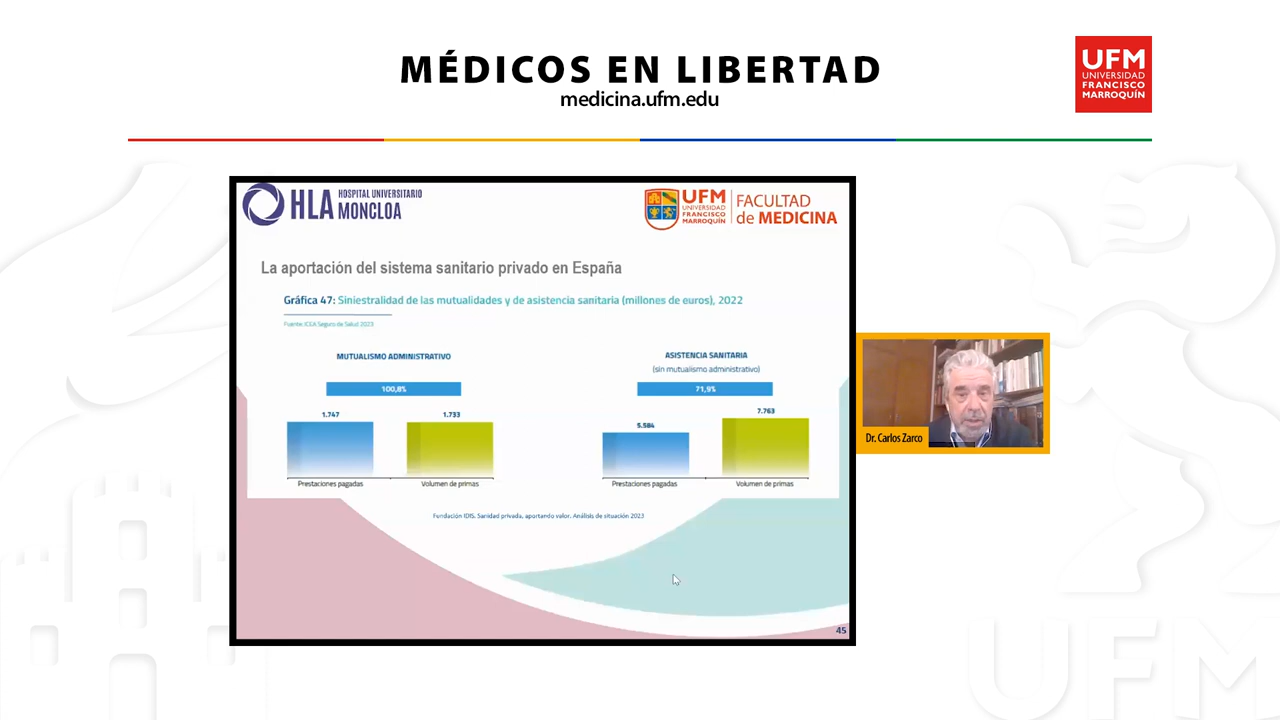 MÉDICOS EN LIBERTAD
medicina.ufm.edu
UFM
UNIVERSIDAD
FRANCISCO
MARROQUÍN
HLA HOSPITAL UNIVERSITARIO
MONCLOA
UFM
UNIVERSIDAD
FRANCISCO
MARROQUÍN
FACULTAD
de MEDICINA
La aportación del sistema sanitario privado en España
Gráfica 47: Siniestralidad de las mutualidades y de asistencia sanitaria (millones de euros), 2022
Fuente: ICEA Seguro de Salud 2023
MUTUALISMO ADMINISTRATIVO
100,8%
1.747
1.733
Prestaciones pagadas
Volumen de primas
ASISTENCIA SANITARIA
(sin mutualismo administrativo)
71,9%
5.584
7.763
Prestaciones pagadas
Volumen de primas
Fundación IDIS. Sanidad privada, aportando valor. Análisis de situación 2023
45
Dr. Carlos Zarco
UFM